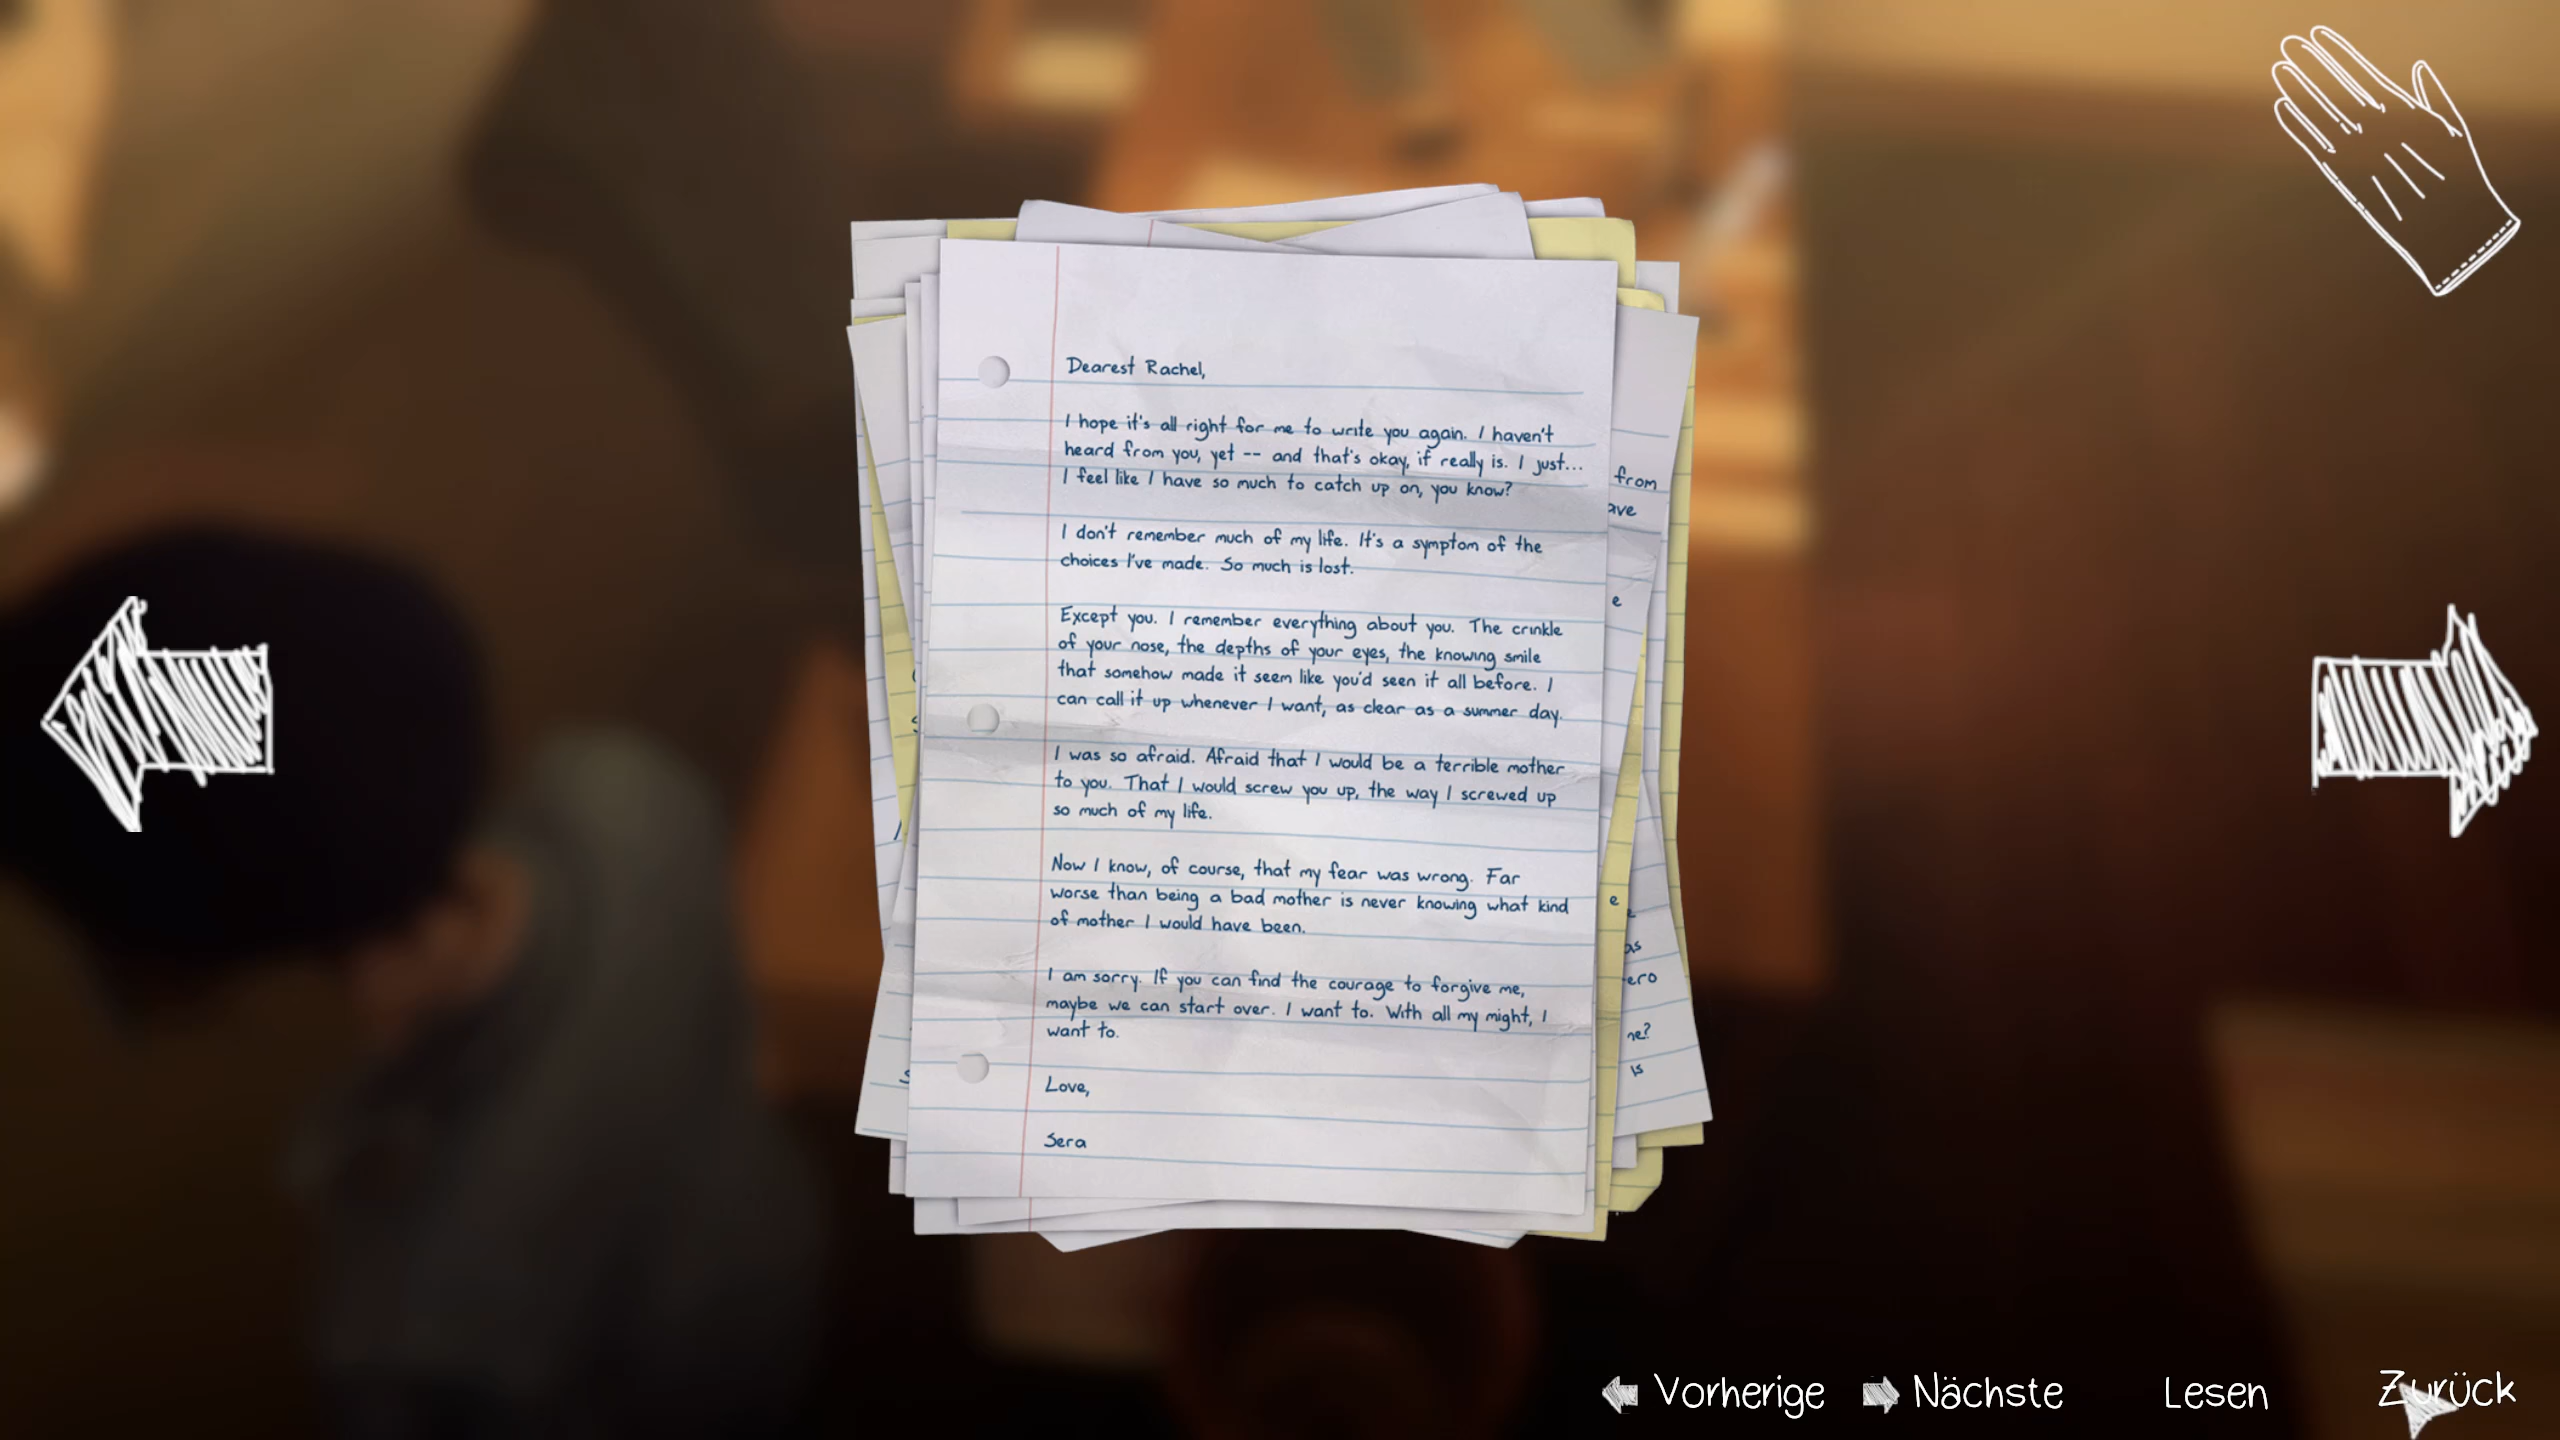 Dearest Rachel,
I hope it's all right for me to write you again. I haven't
heard from you, yet -- and that's okay, if really is. I just...
I feel like I have so much to catch up on, you know?
I don't remember much of my life. It's a symptom of the
choices I've made. So much is lost.
Except you. I remember everything about you. The crinkle
of your nose, the depths of your eyes, the knowing smile
that somehow made it seem like you'd seen it all before. I
can call it up whenever I want, as clear as a summer day.
I was so afraid. Afraid that I would be a terrible mother
to you. That I would screw you up, the way I screwed up
so much of my life.
Now I know, of course, that my fear was wrong. Far
worse than being a bad mother is never knowing what kind
of mother I would have been.
I am sorry. If you can find the courage to forgive me,
maybe we can start over. I want to. With all my might, I
want to.
Love,
Sera
from
ave
e
e
as
ero
ne?
is
Vorherige
Nächste
Lesen
Zurück